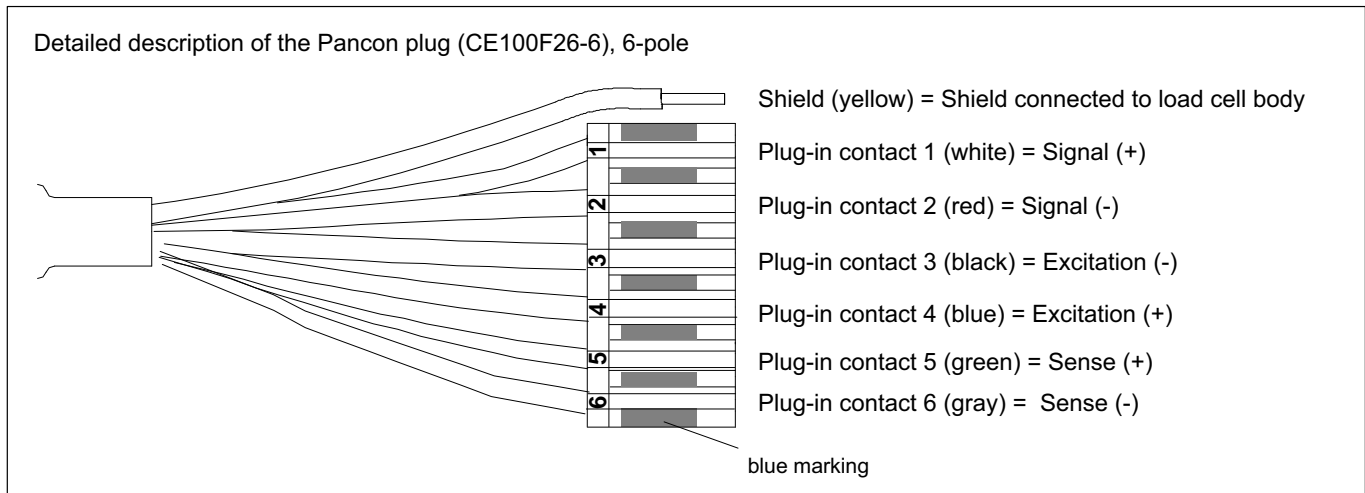 Detailed description of the Pancon plug (CE100F26-6), 6-pole
Shield (yellow) = Shield connected to load cell body
1
Plug-in contact 1 (white) = Signal (+)
2
Plug-in contact 2 (red) = Signal (-)
3
Plug-in contact 3 (black) = Excitation (-)
4
Plug-in contact 4 (blue) = Excitation (+)
5
Plug-in contact 5 (green) = Sense (+)
6
Plug-in contact 6 (gray) =  Sense (-)
blue marking